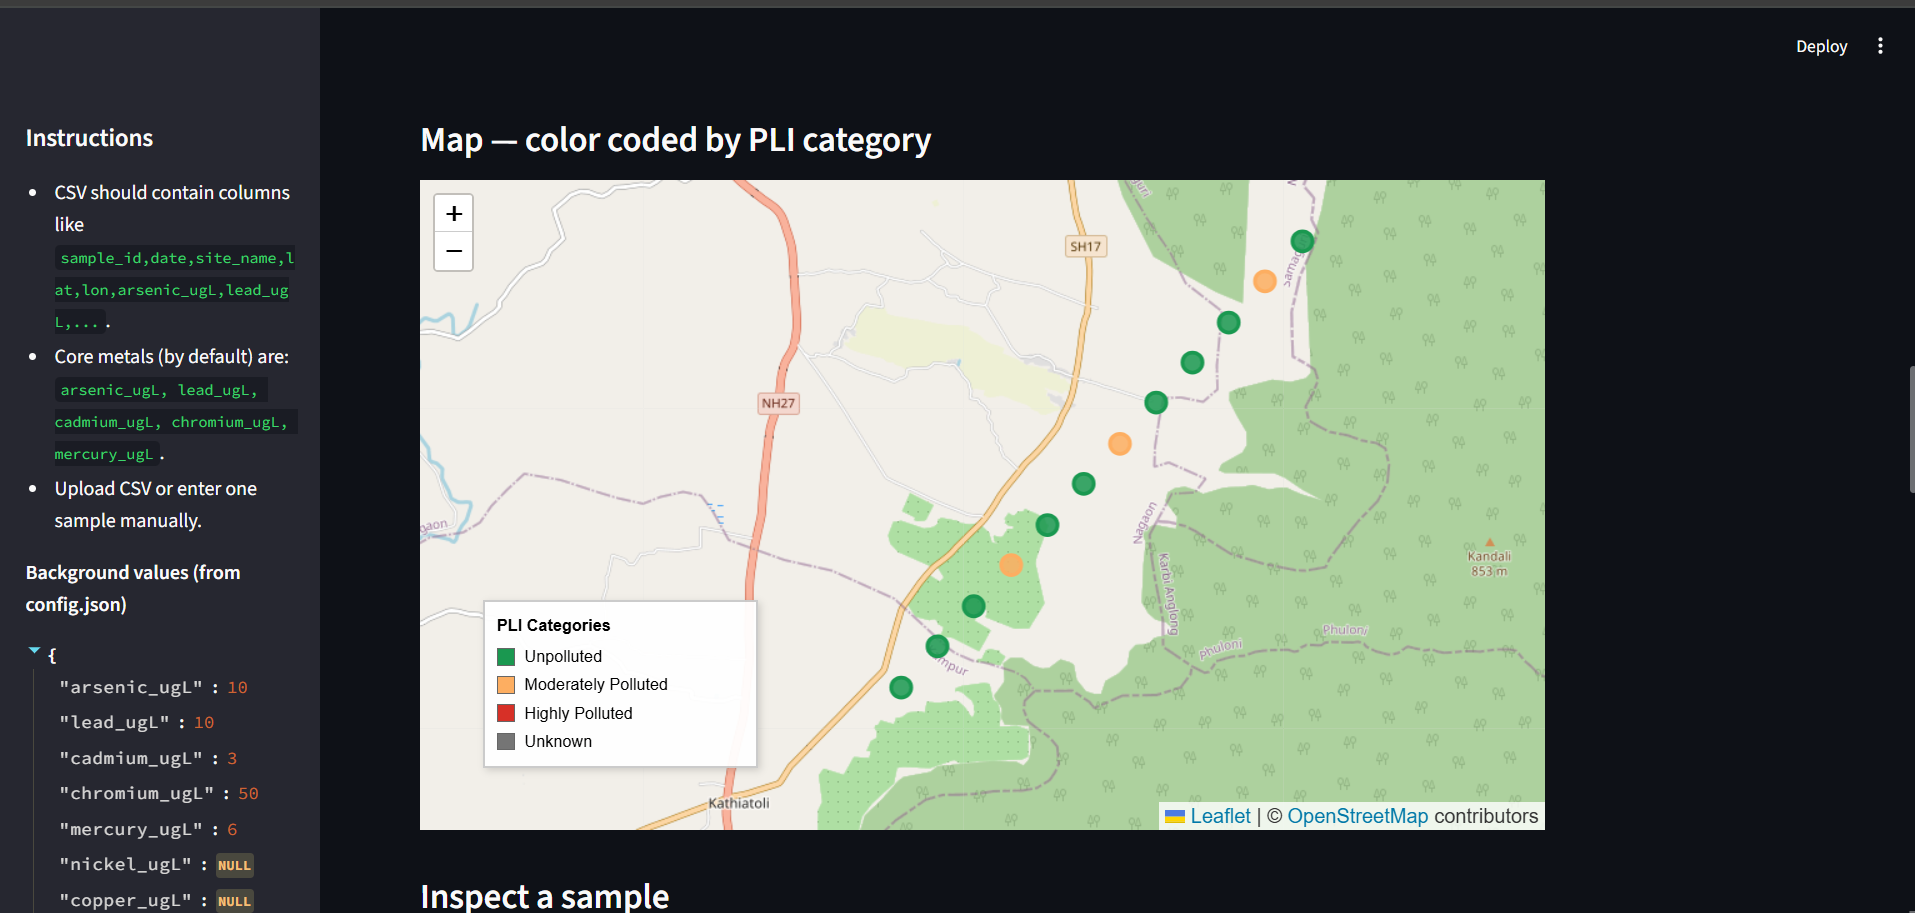 Deploy
Instructions
CSV should contain columns
like
sample_id,date,site_name,l
at,lon,arsenic_ugL,lead_ug
L,... .
Core metals (by default) are:
arsenic_ugL, lead_ugL,
cadmium_ugL, chromium_ugL,
mercury_ugL .
Upload CSV or enter one
sample manually.
Background values (from
config.json)
{
"arsenic_ugL" : 10
"lead_ugL" : 10
"cadmium_ugL" : 3
"chromium_ugL" : 50
"mercury_ugL" : 6
"nickel_ugL" : NULL
"copper_ugL" : NULL
Map — color coded by PLI category
+
−
SH17
NH27
Nagaon
Karbi Anglong
Kandali
853 m
Phuloni
Phuloni
Kathiatoli
PLI Categories
Unpolluted
Moderately Polluted
Highly Polluted
Unknown
Leaflet | © OpenStreetMap contributors
Inspect a sample